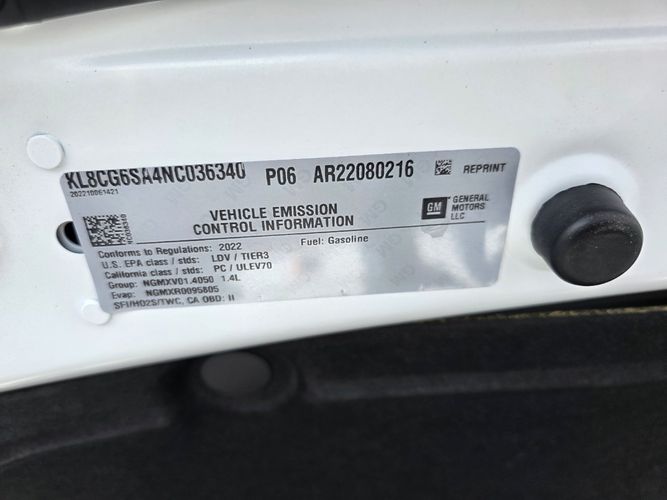 KL8CG6SA4NC036340 P06 AR22080216 REPRINT
202210061421
VEHICLE EMISSION
CONTROL INFORMATION
GM GENERAL
MOTORS
LLC
Conforms to Regulations: 2022 Fuel: Gasoline
U.S. EPA class / stds: LDV / TIER3
California class / stds: PC / ULEV70
Group: NGMXV01.4050 1.4L
Evap: NGMXR0095805
SFI/HO2S/TWC, CA OBD: II